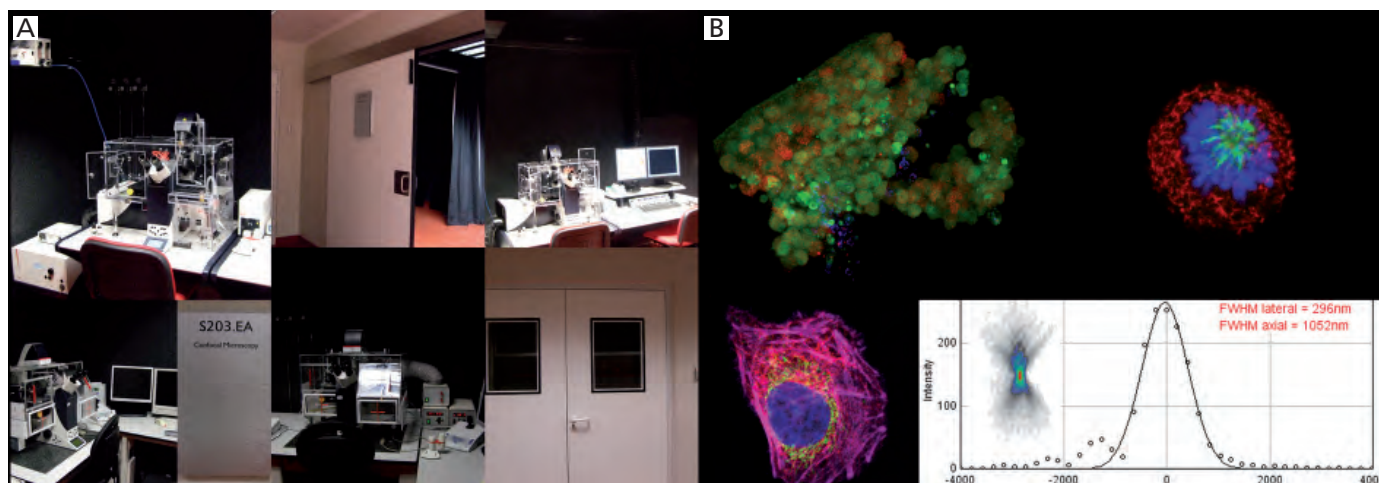 A
B
S203.EA
Confocal Microscopy
FWHM lateral = 296nm
FWHM axial = 1052nm
Intensity
200
100
0
-4000 -2000 0 2000 400